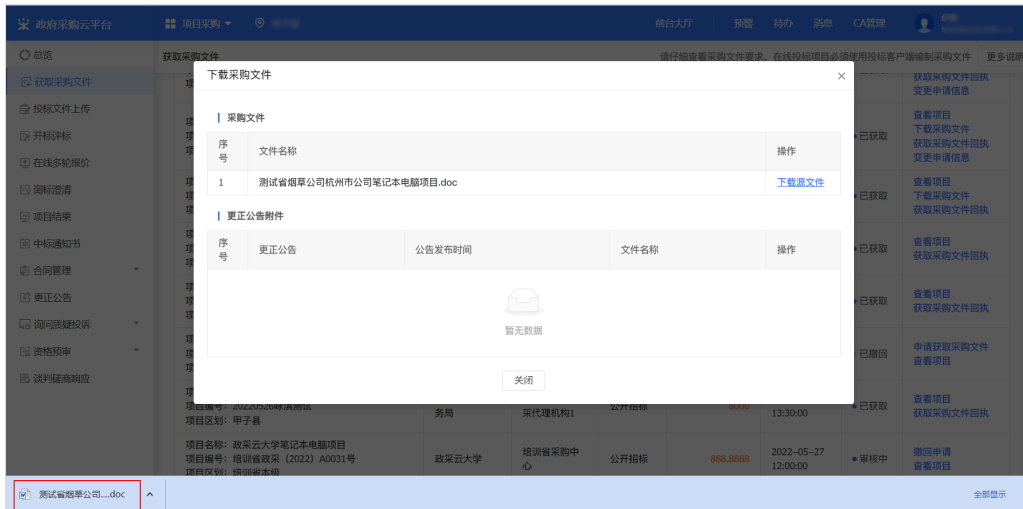 政府采购云平台
项目采购
前台大厅
预警
待办
消息
CA管理
总览
获取采购文件
投标文件上传
开标评标
在线多轮报价
询标澄清
项目结果
中标通知书
合同管理
更正公告
询问质疑投诉
资格预审
谈判磋商响应
获取采购文件
请仔细查看采购文件要求，在线投标项目必须使用投标客户端编制采购文件
更多说明
下载采购文件
采购文件
序号 文件名称 操作
1 测试省烟草公司杭州市公司笔记本电脑项目.doc 下载源文件
更正公告附件
序号 更正公告 公告发布时间 文件名称 操作
暂无数据
关闭
获取采购文件回执
变更申请信息
已获取
查看项目
下载采购文件
获取采购文件回执
变更申请信息
已获取
查看项目
下载采购文件
获取采购文件回执
已获取
查看项目
获取采购文件回执
已获取
查看项目
获取采购文件回执
已撤回
申请获取采购文件
查看项目
项目区划：甲子县
务局
采代理机构1
公开招标
8000
13:30:00
已获取
查看项目
获取采购文件回执
项目名称：政采云大学笔记本电脑项目
项目编号：培训省政采（2022）A0031号
项目区划：培训省本级
政采云大学
培训省采购中心
公开招标
888.8888
2022-05-27
12:00:00
审核中
撤回申请
查看项目
测试省烟草公司....doc
全部显示